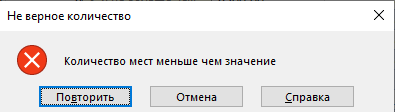 Не верное количество
Количество мест меньше чем значение
Повторить Отмена Справка